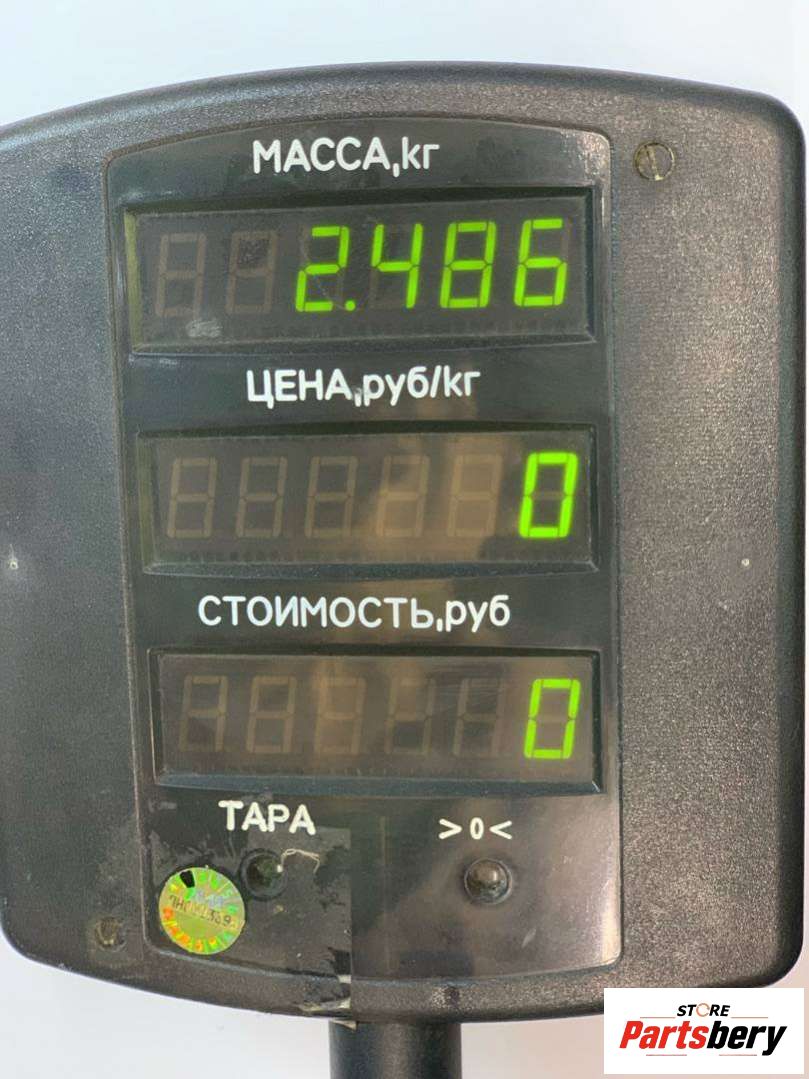 МАССА,кг
2.486
ЦЕНА,руб/кг
0
СТОИМОСТЬ,руб
0
ТАРА >0<
STORE
Partsbery